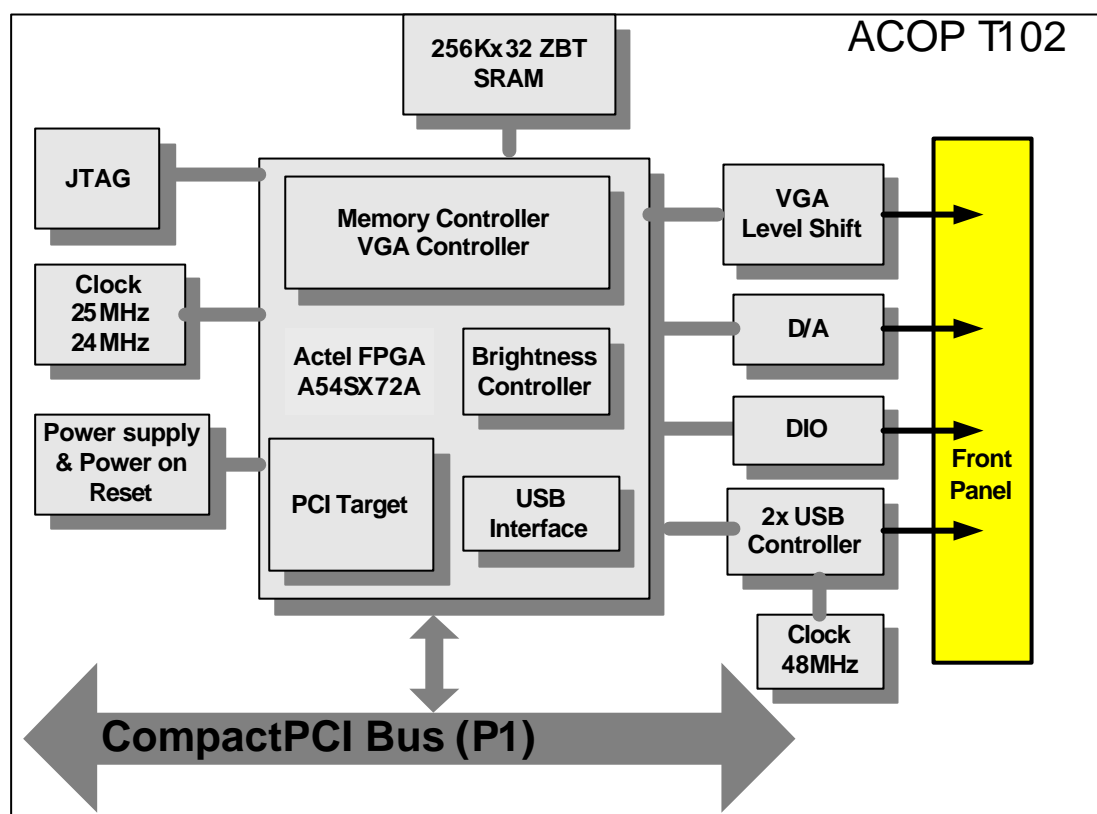 ACOP T102
256Kx32 ZBT
SRAM
JTAG
Memory Controller
VGA Controller
VGA
Level Shift
Clock
25MHz
24MHz
Actel FPGA
A54SX72A
Brightness
Controller
D/A
Power supply
& Power on
Reset
PCI Target
USB
Interface
DIO
2x USB
Controller
Front
Panel
Clock
48MHz
CompactPCI Bus (P1)